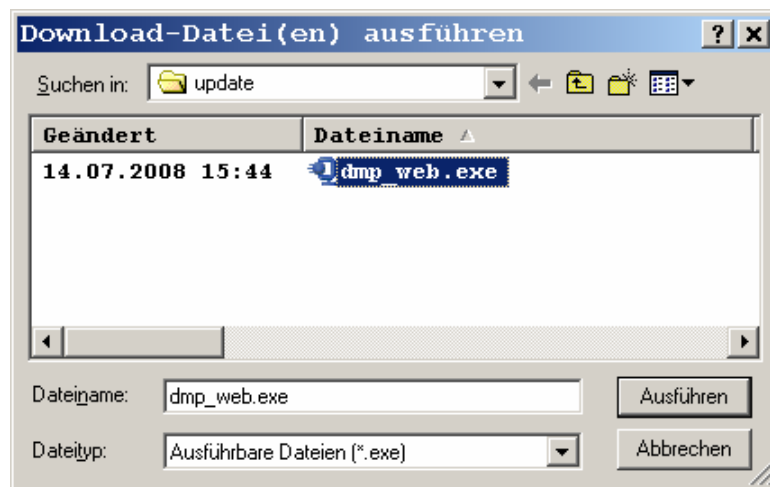 Download-Datei(en) ausführen
Suchen in: update
Geändert Dateiname
14.07.2008 15:44 dmp_web.exe
Dateiname: dmp_web.exe Ausführen
Dateityp: Ausführbare Dateien (*.exe) Abbrechen